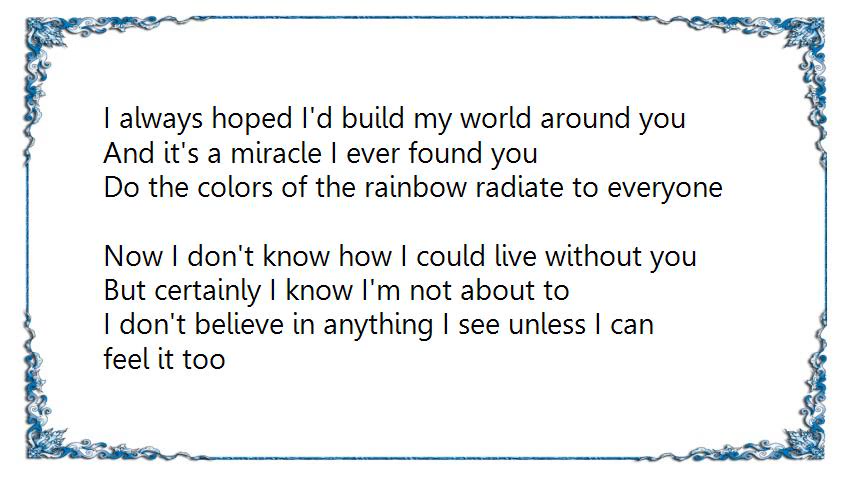 I always hoped I'd build my world around you
And it's a miracle I ever found you
Do the colors of the rainbow radiate to everyone
Now I don't know how I could live without you
But certainly I know I'm not about to
I don't believe in anything I see unless I can
feel it too